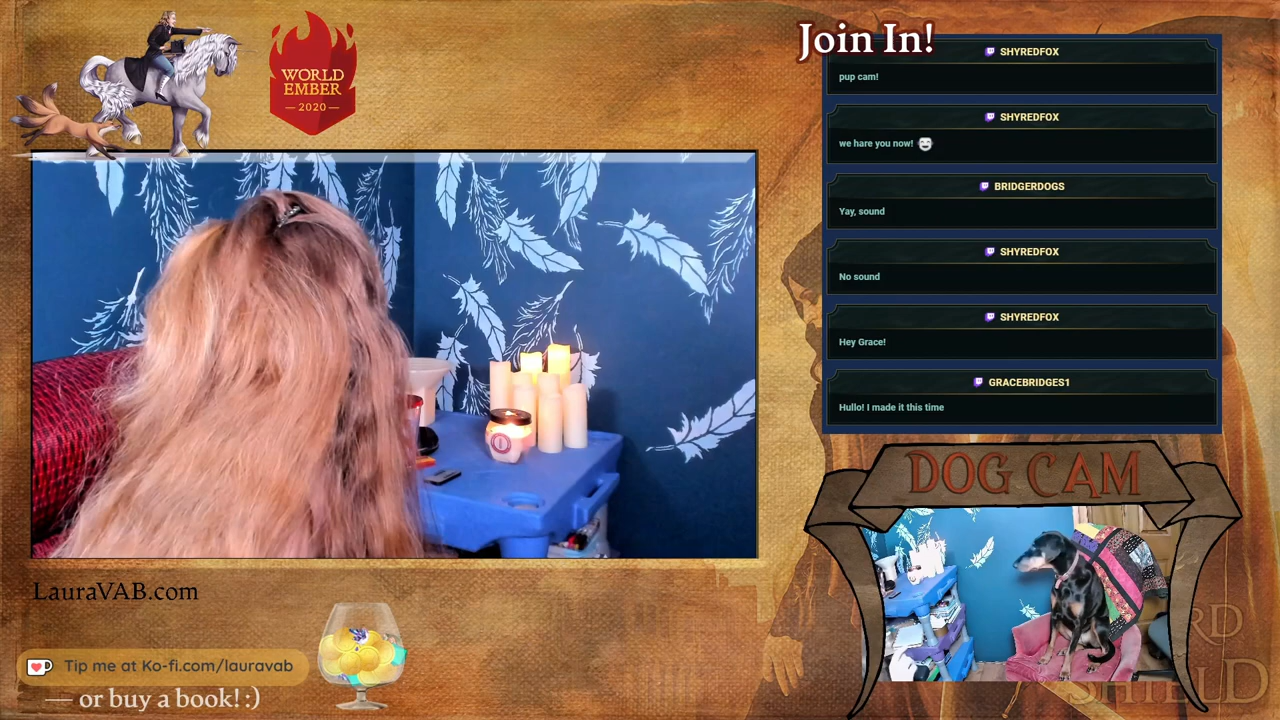 WORLD
EMBER
— 2020 —
Join In!
SHYREDFOX
pup cam!
SHYREDFOX
we hare you now!
BRIDGERDOGS
Yay, sound
SHYREDFOX
No sound
SHYREDFOX
Hey Grace!
GRACEBRIDGES1
Hullo! I made it this time
DOG CAM
LauraVAB.com
Tip me at Ko-fi.com/lauravab
— or buy a book! :)
SHIELD